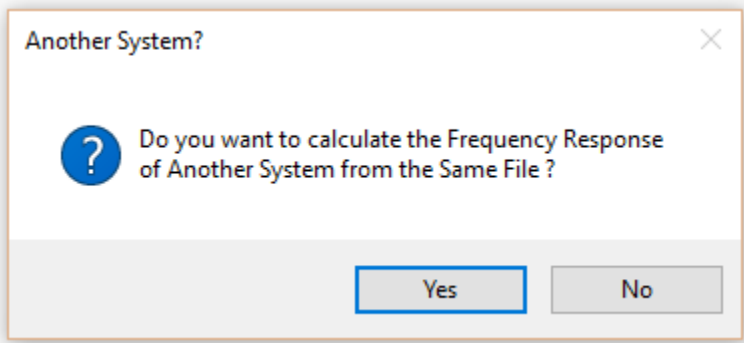 Another System?
Do you want to calculate the Frequency Response
of Another System from the Same File ?
Yes
No